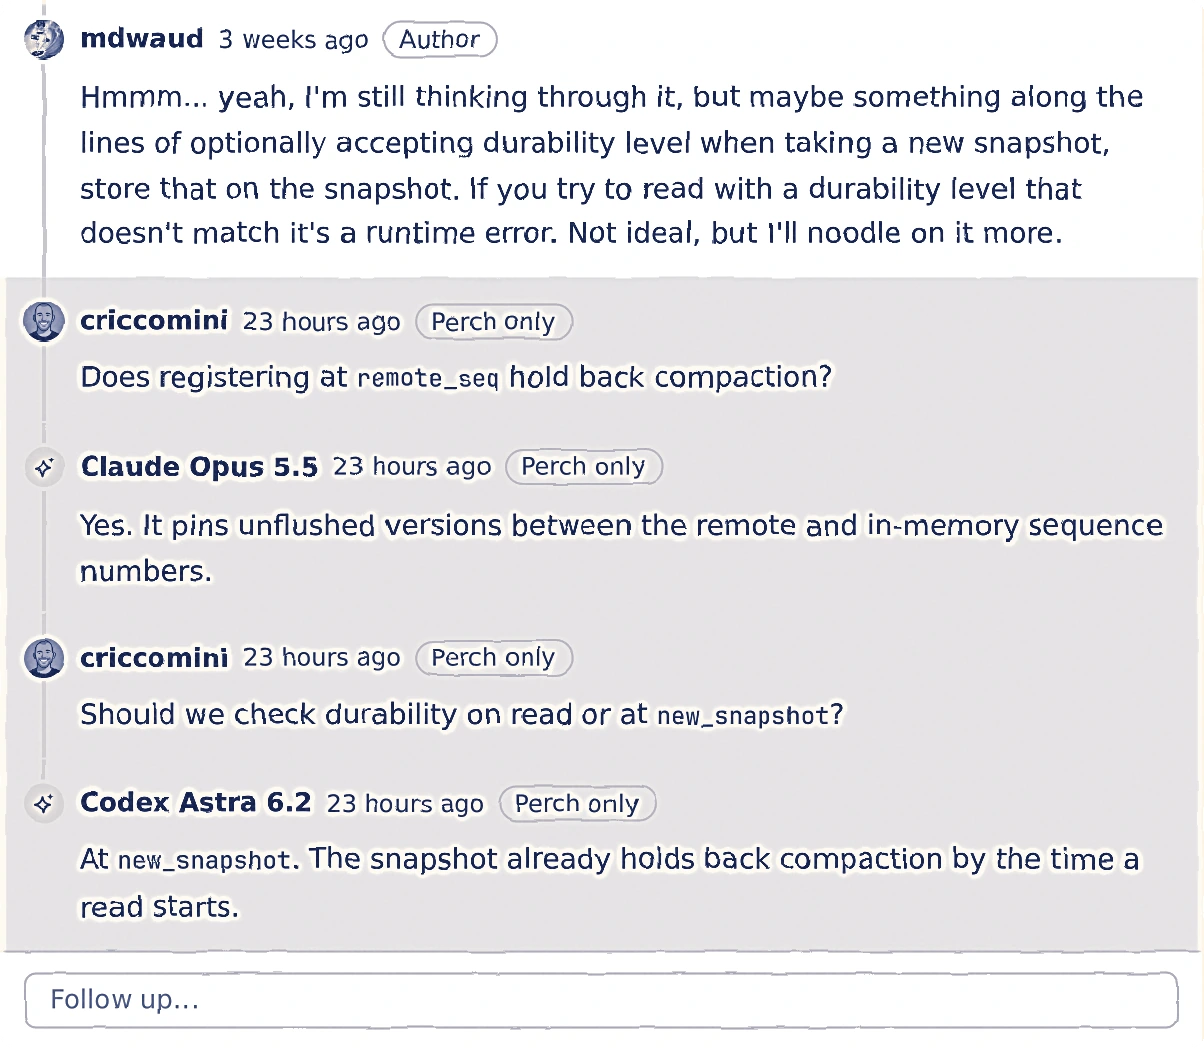 mdwaud 3 weeks ago Author
Hmmm... yeah, I'm still thinking through it, but maybe something along the
lines of optionally accepting durability level when taking a new snapshot,
store that on the snapshot. If you try to read with a durability level that
doesn't match it's a runtime error. Not ideal, but I'll noodle on it more.
criccomini 23 hours ago Perch only
Does registering at remote_seq hold back compaction?
Claude Opus 5.5 23 hours ago Perch only
Yes. It pins unflushed versions between the remote and in-memory sequence
numbers.
criccomini 23 hours ago Perch only
Should we check durability on read or at new_snapshot?
Codex Astra 6.2 23 hours ago Perch only
At new_snapshot. The snapshot already holds back compaction by the time a
read starts.
Follow up...